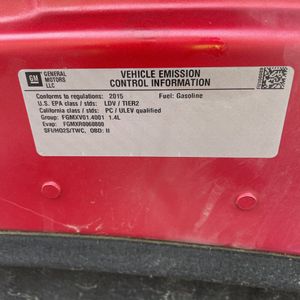 GM
GENERAL MOTORS LLC
VEHICLE EMISSION CONTROL INFORMATION
Conforms to regulations: 2015 Fuel: Gasoline
U.S. EPA class / stds: LDV / TIER2
California class / stds: PC / ULEV qualified
Group: FGMXV01.4001 1.4L
Evap: FGMXR0068800
SFI/HO2S/TWC, OBD: II